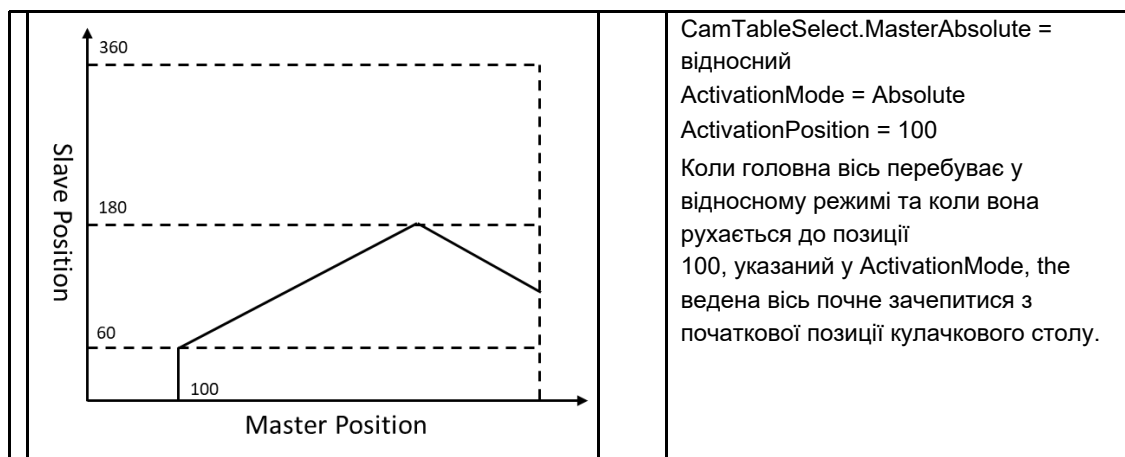 360
180
60
100
Slave Position
Master Position
CamTableSelect.MasterAbsolute =
відносний
ActivationMode = Absolute
ActivationPosition = 100
Коли головна вісь перебуває у
відносному режимі та коли вона
рухається до позиції
100, указаний у ActivationMode, the
ведена вісь почне зачепитися з
початкової позиції кулачкового столу.